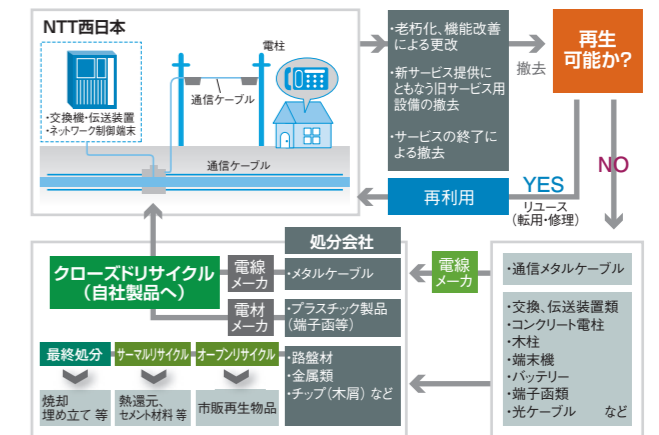 NTT西日本
電柱
通信ケーブル
・交換機・伝送装置
・ネットワーク制御端末
通信ケーブル
・老朽化、機能改善
による更改
・新サービス提供に
ともなう旧サービス用
設備の撤去
・サービスの終了に
よる撤去
撤去
再生
可能か?
NO
YES
リユース
(転用・修理)
再利用
処分会社
クローズドリサイクル
(自社製品へ)
電線
メーカ
・メタルケーブル
電線
メーカ
・通信メタルケーブル
電材
メーカ
・プラスチック製品
(端子函等)
・交換、伝送装置類
・コンクリート電柱
・木柱
・端末機
・バッテリー
・端子函類
・光ケーブル など
最終処分
サーマルリサイクル
オープンリサイクル
・路盤材
・金属類
・チップ(木屑) など
焼却
埋め立て 等
熱還元、
セメント材料 等
市販再生物品